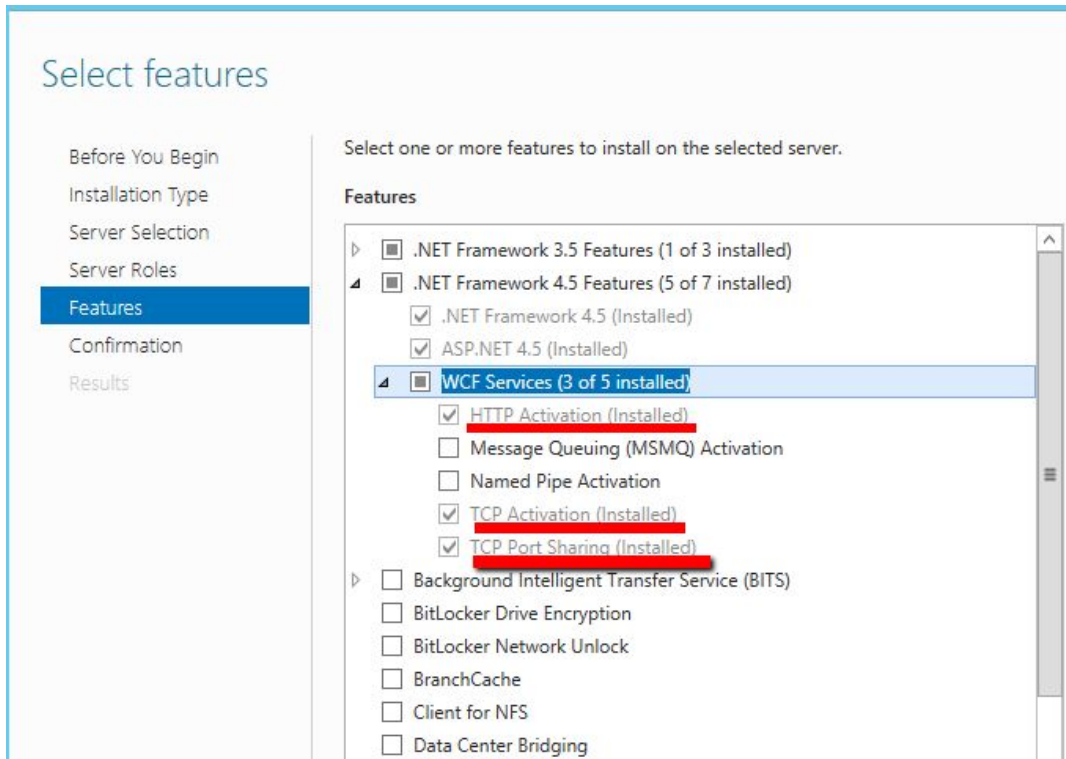 Select features
Before You Begin
Installation Type
Server Selection
Server Roles
Features
Confirmation
Results
Select one or more features to install on the selected server.
Features
.NET Framework 3.5 Features (1 of 3 installed)
.NET Framework 4.5 Features (5 of 7 installed)
.NET Framework 4.5 (Installed)
ASP.NET 4.5 (Installed)
WCF Services (3 of 5 installed)
HTTP Activation (Installed)
Message Queuing (MSMQ) Activation
Named Pipe Activation
TCP Activation (Installed)
TCP Port Sharing (Installed)
Background Intelligent Transfer Service (BITS)
BitLocker Drive Encryption
BitLocker Network Unlock
BranchCache
Client for NFS
Data Center Bridging